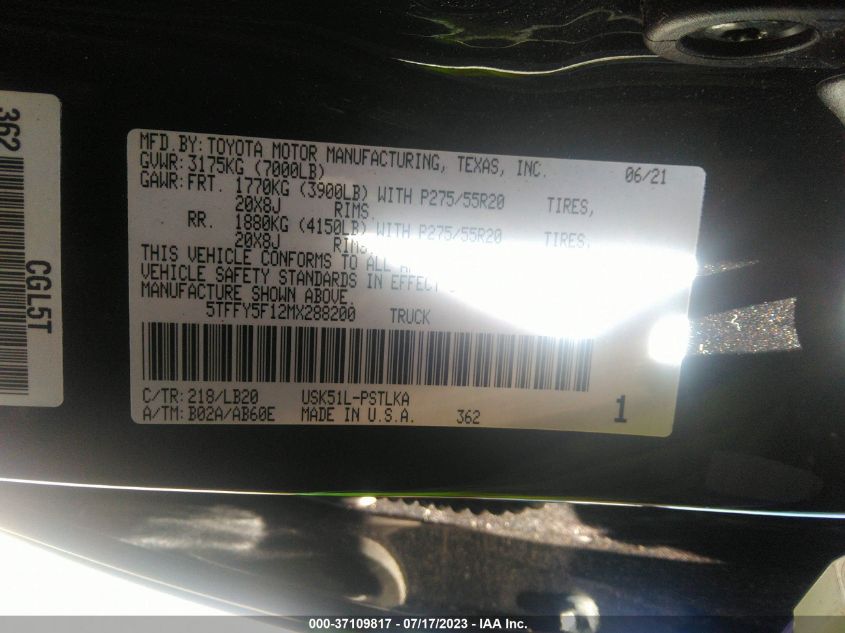 362
CGL5T
MFD.BY:TOYOTA MOTOR MANUFACTURING, TEXAS, INC. 06/21
GVWR:3175KG (7000LB)
GAWR:FRT. 1770KG (3900LB) WITH P275/55R20 TIRES,
20X8J RIMS.
RR. 1880KG (4150LB) WITH P275/55R20 TIRES,
20X8J RIMS.
THIS VEHICLE CONFORMS TO ALL
VEHICLE SAFETY STANDARDS IN EFFECT
MANUFACTURE SHOWN ABOVE.
5TFFY5F12MX288200 TRUCK
C/TR:218/LB20 USK51L-PSTLKA
A/TM:B02A/AB60E MADE IN U.S.A. 362 1
000-37109817 - 07/17/2023 - IAA Inc.